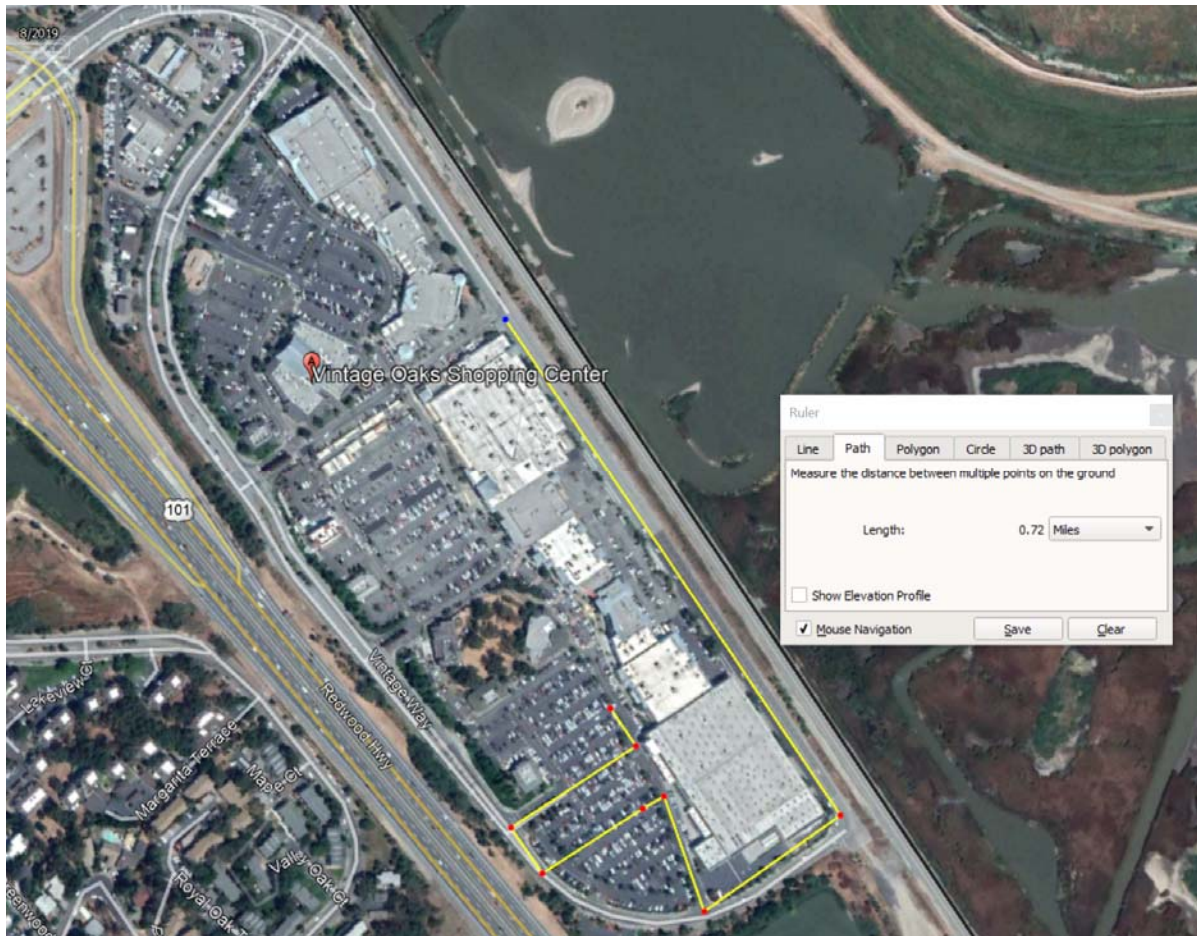 8/2019
A
Vintage Oaks Shopping Center
Ruler
Line Path Polygon Circle 3D path 3D polygon
Measure the distance between multiple points on the ground
Length: 0.72 Miles
Show Elevation Profile
Mouse Navigation Save Clear
101
Vintage Way
Redwood Hwy
Lakeview Ct
Margarita Terrace
Maple Ct
Vally Oak Ct
Royal Oak T